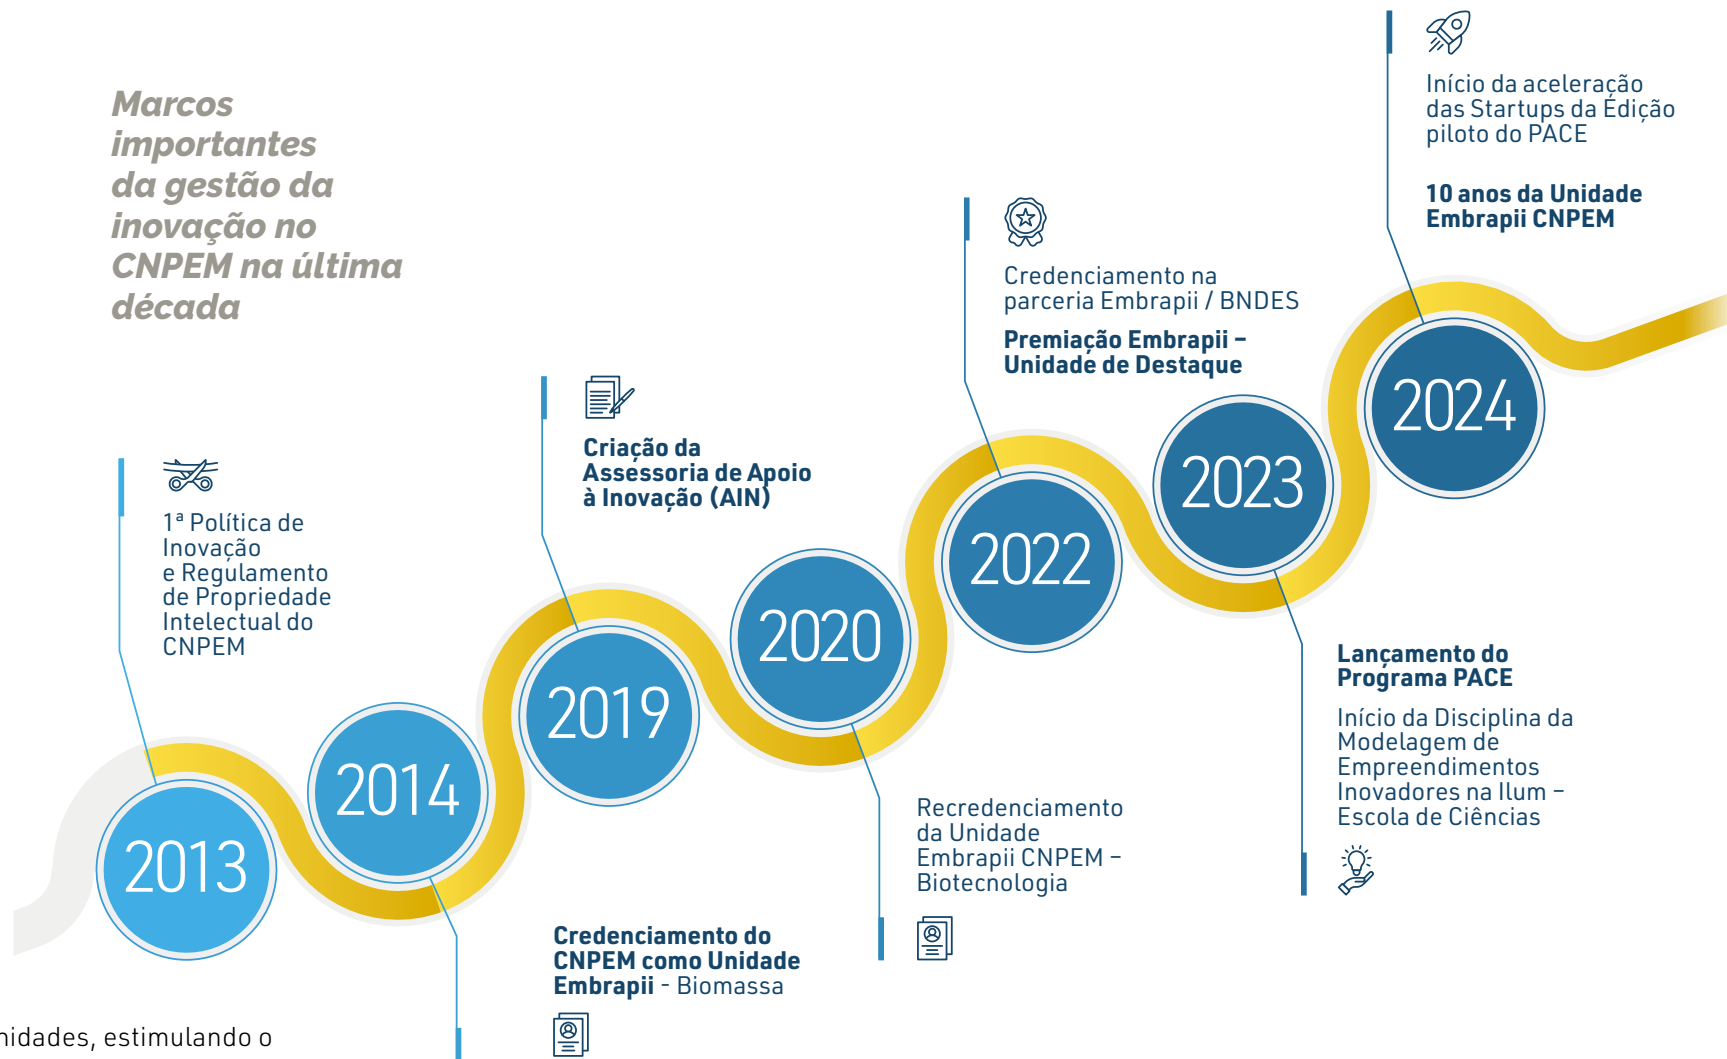 Marcos
importantes
da gestão da
inovação no
CNPEM na última
década
1ª Política de
Inovação
e Regulamento
de Propriedade
Intelectual do
CNPEM
2013
2014
Credenciamento do
CNPEM como Unidade
Embrapii - Biomassa
Criação da
Assessoria de Apoio
à Inovação (AIN)
2019
2020
Recredenciamento
da Unidade
Embrapii CNPEM –
Biotecnologia
Credenciamento na
parceria Embrapii / BNDES
Premiação Embrapii –
Unidade de Destaque
2022
2023
Lançamento do
Programa PACE
Início da Disciplina da
Modelagem de
Empreendimentos
Inovadores na Ilum –
Escola de Ciências
Início da aceleração
das Startups da Edição
piloto do PACE
10 anos da Unidade
Embrapii CNPEM
2024
estimulando o